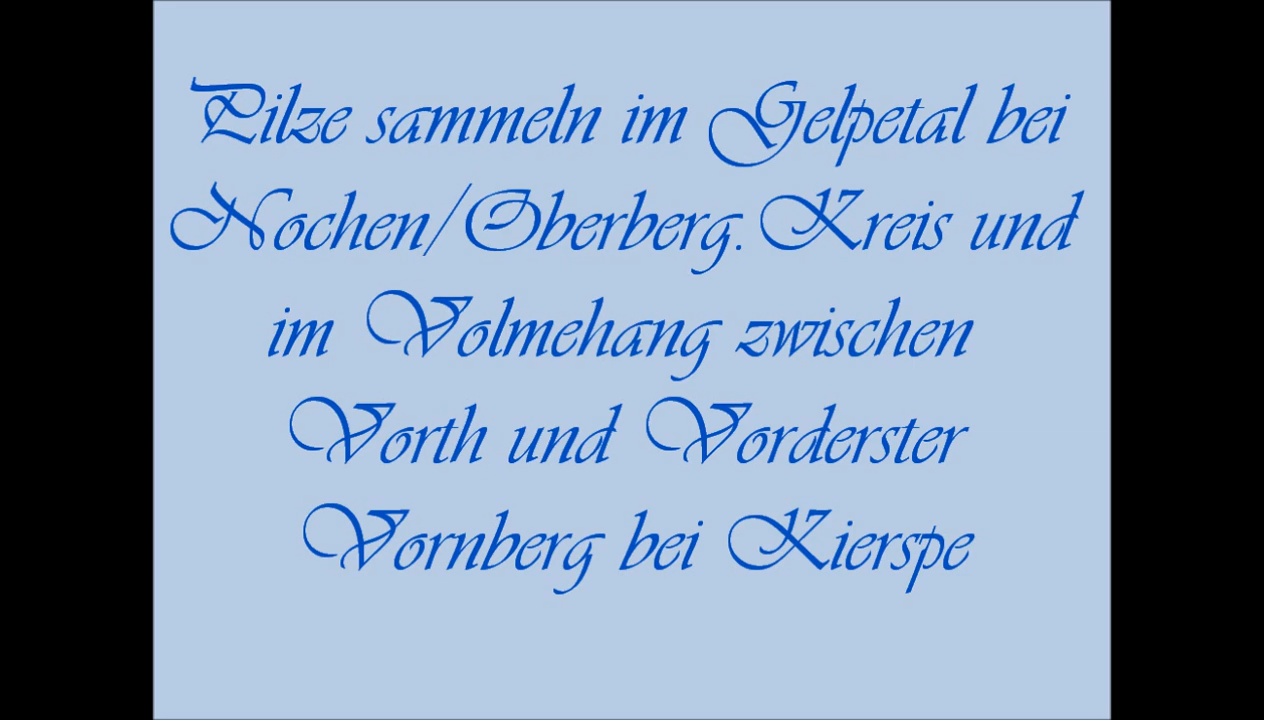 Pilze sammeln im Gelpetal bei
Nochen/Oberberg. Kreis und
im Volmehang zwischen
Vorth und Vorderster
Vornberg bei Kierspe